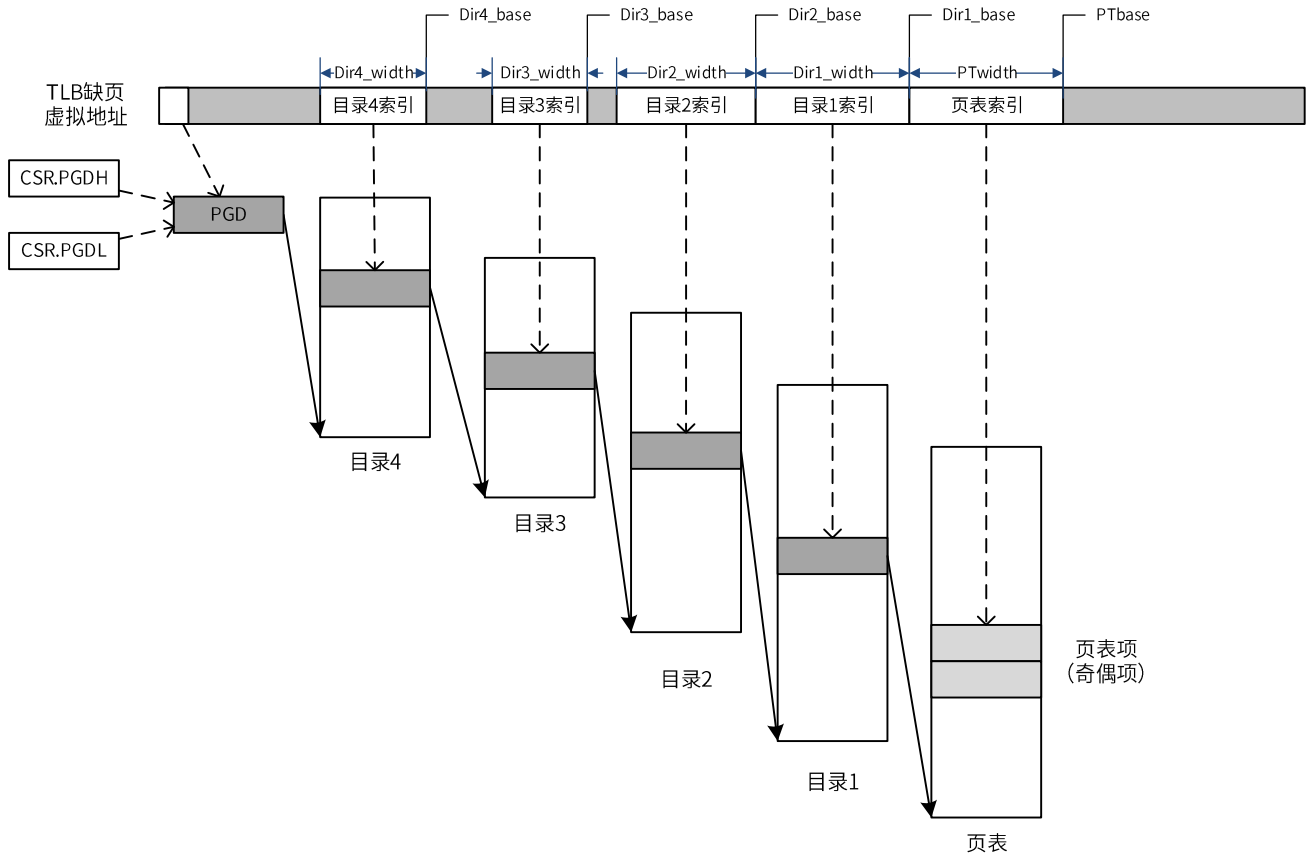 Dir4_base
Dir3_base
Dir2_base
Dir1_base
PTbase
Dir4_width
Dir3_width
Dir2_width
Dir1_width
PTwidth
TLB缺页
虚拟地址
目录4索引
目录3索引
目录2索引
目录1索引
页表索引
CSR.PGDH
PGD
CSR.PGDL
目录4
目录3
目录2
目录1
页表项
（奇偶项）
页表